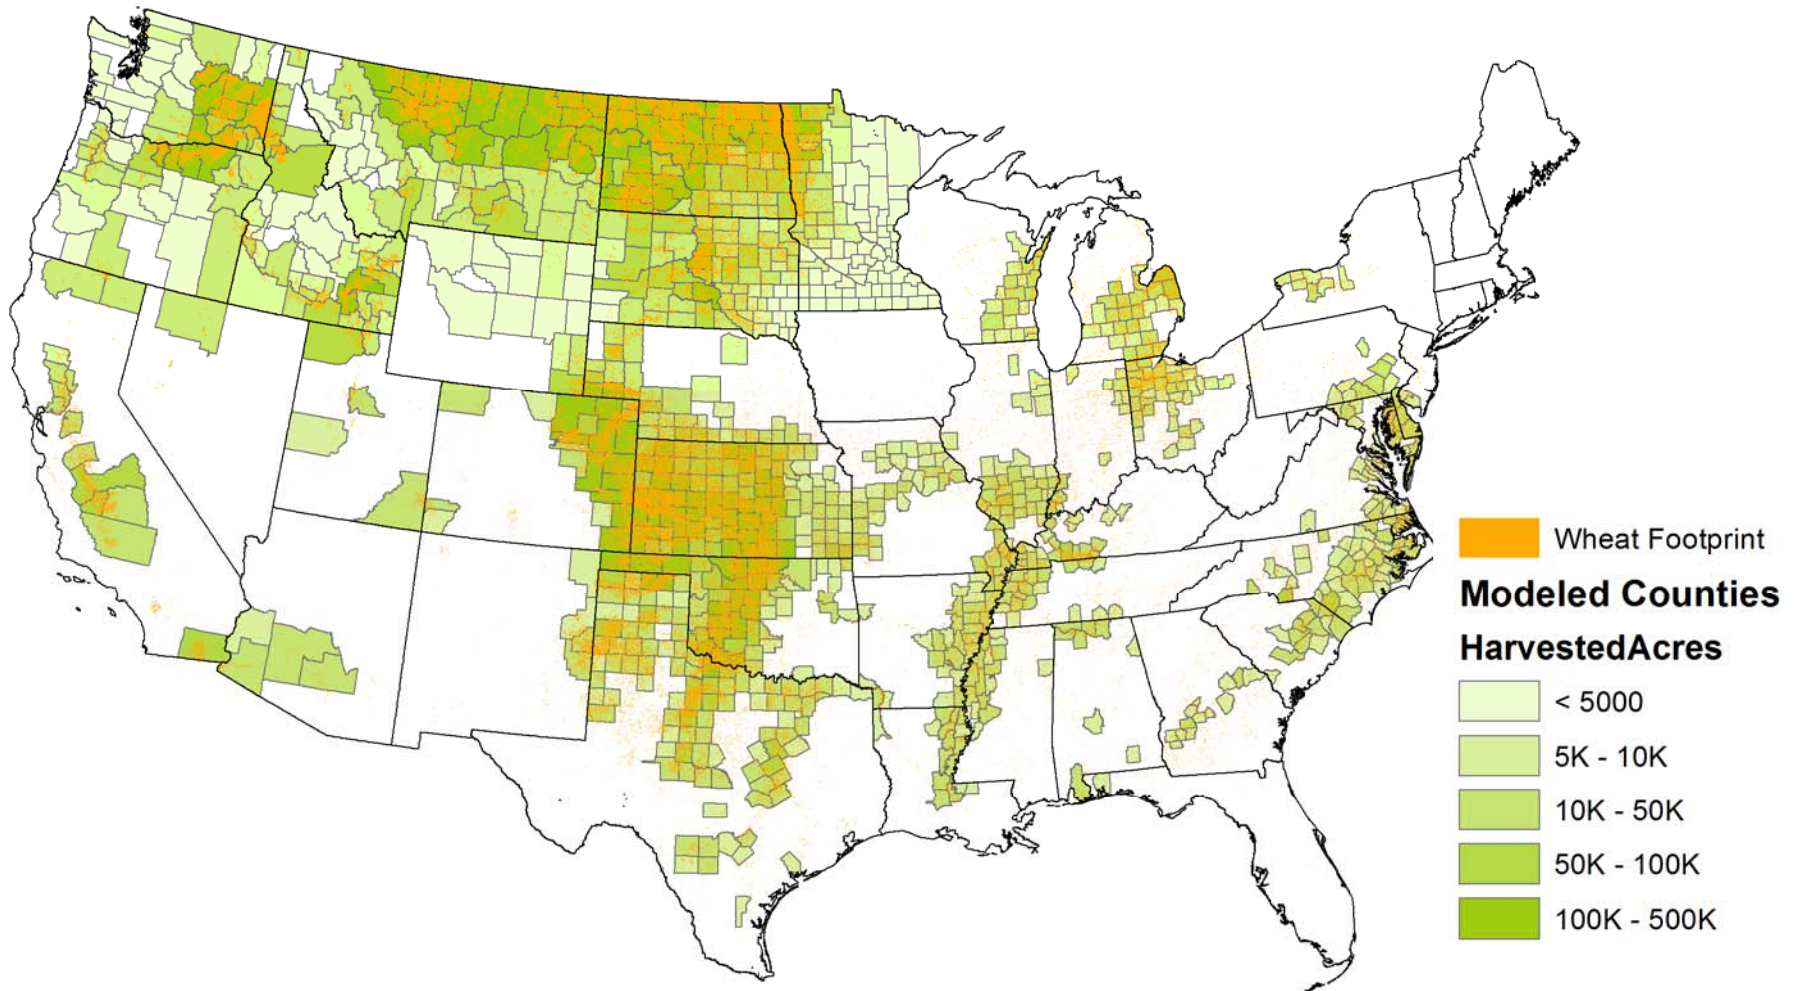 Wheat Footprint
Modeled Counties
HarvestedAcres
< 5000
5K - 10K
10K - 50K
50K - 100K
100K - 500K